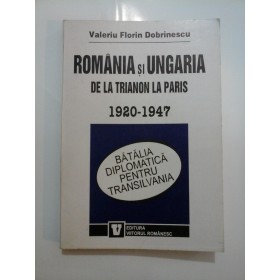 Valeriu Florin Dobrinescu
ROMÂNIA ȘI UNGARIA
DE LA TRIANON LA PARIS
1920-1947
BĂTĂLIA
DIPLOMATICĂ
PENTRU
TRANSILVANIA
V
EDITURA
VIITORUL ROMÂNESC